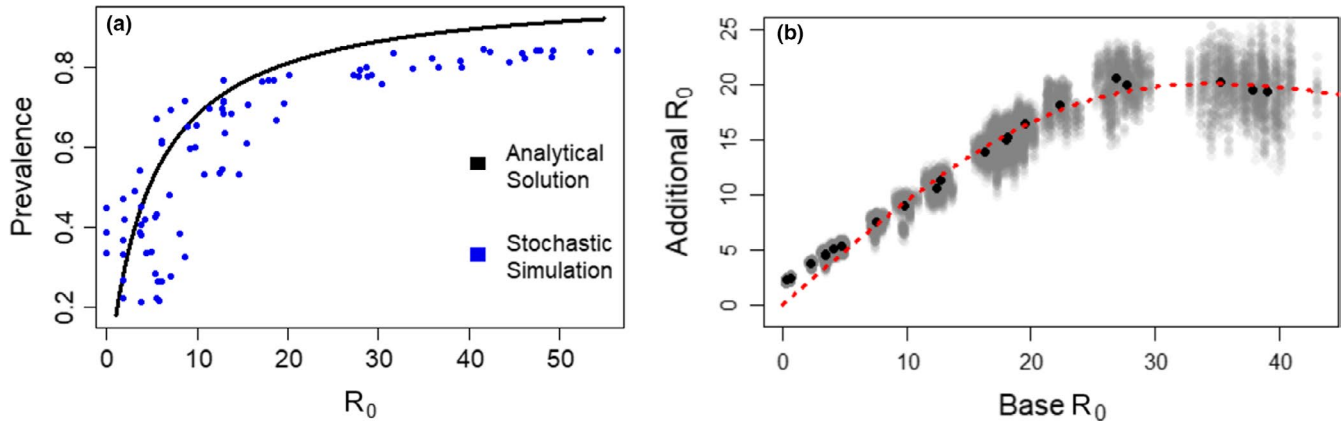 (a)
Prevalence
0.8
0.6
0.4
0.2
Analytical
Solution
Stochastic
Simulation
0 10 20 30 40 50
R₀
(b)
Additional R₀
25
20
15
10
5
0
0 10 20 30 40
Base R₀